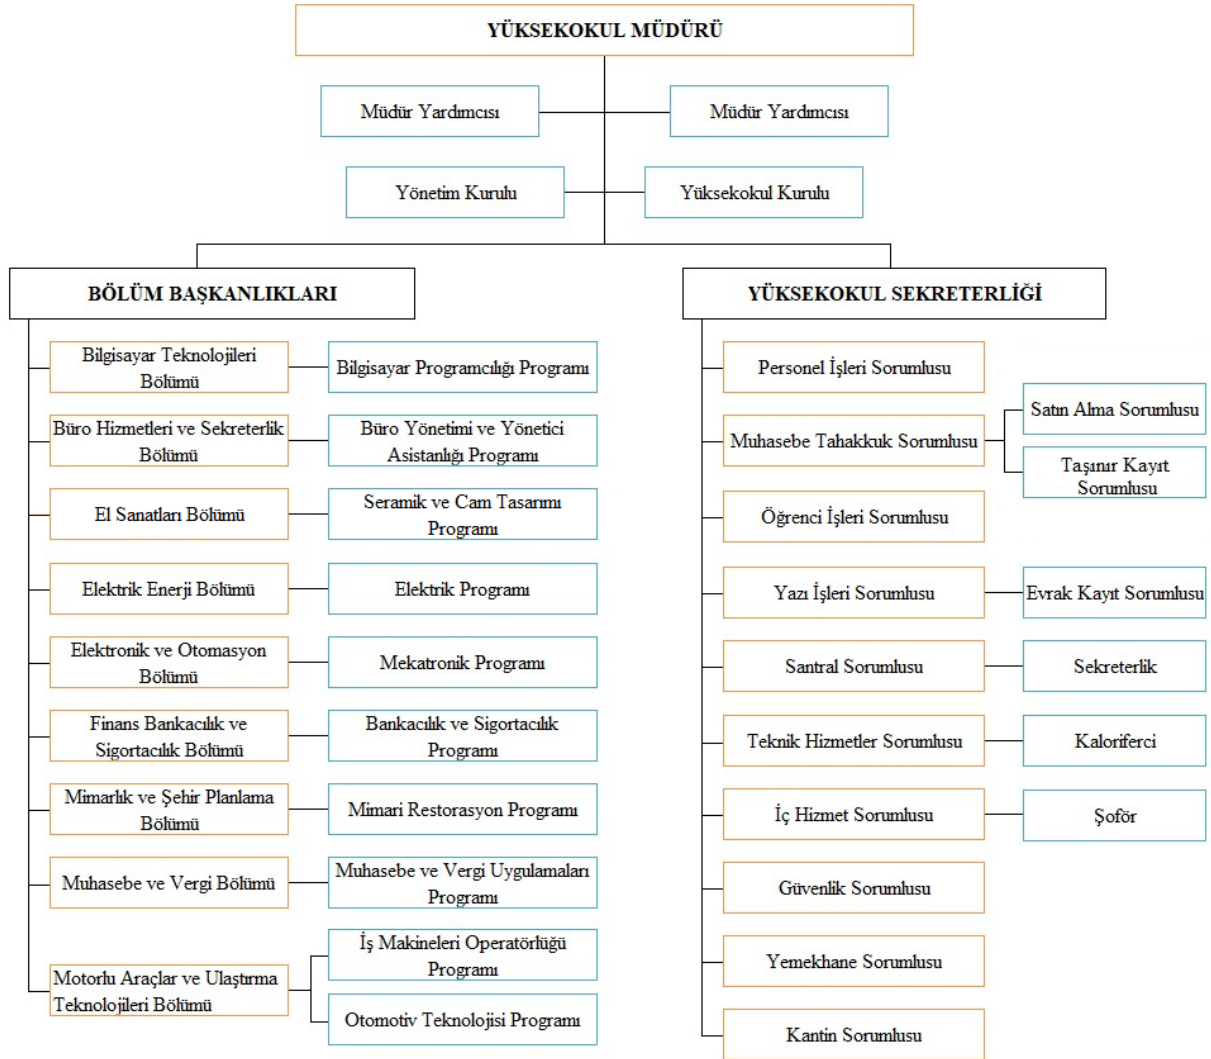 YÜKSEKOKUL MÜDÜRÜ
Müdür Yardımcısı
Müdür Yardımcısı
Yönetim Kurulu
Yüksekokul Kurulu
BÖLÜM BAŞKANLIKLARI
Bilgisayar Teknolojileri
Bölümü
Bilgisayar Programcılığı Programı
Büro Hizmetleri ve Sekreterlik
Bölümü
Büro Yönetimi ve Yönetici
Asistanlığı Programı
El Sanatları Bölümü
Seramik ve Cam Tasarımı
Programı
Elektrik Enerji Bölümü
Elektrik Programı
Elektronik ve Otomasyon
Bölümü
Mekatronik Programı
Finans Bankacılık ve
Sigortacılık Bölümü
Bankacılık ve Sigortacılık
Programı
Mimarlık ve Şehir Planlama
Bölümü
Mimari Restorasyon Programı
Muhasebe ve Vergi Bölümü
Muhasebe ve Vergi Uygulamaları
Programı
Motorlu Araçlar ve Ulaştırma
Teknolojileri Bölümü
İş Makineleri Operatörlüğü
Programı
Otomotiv Teknolojisi Programı
YÜKSEKOKUL SEKRETERLİĞİ
Personel İşleri Sorumlusu
Muhasebe Tahakkuk Sorumlusu
Satın Alma Sorumlusu
Taşınır Kayıt
Sorumlusu
Öğrenci İşleri Sorumlusu
Yazı İşleri Sorumlusu
Evrak Kayıt Sorumlusu
Santral Sorumlusu
Sekreterlik
Teknik Hizmetler Sorumlusu
Kaloriferci
İç Hizmet Sorumlusu
Şoför
Güvenlik Sorumlusu
Yemekhane Sorumlusu
Kantin Sorumlusu